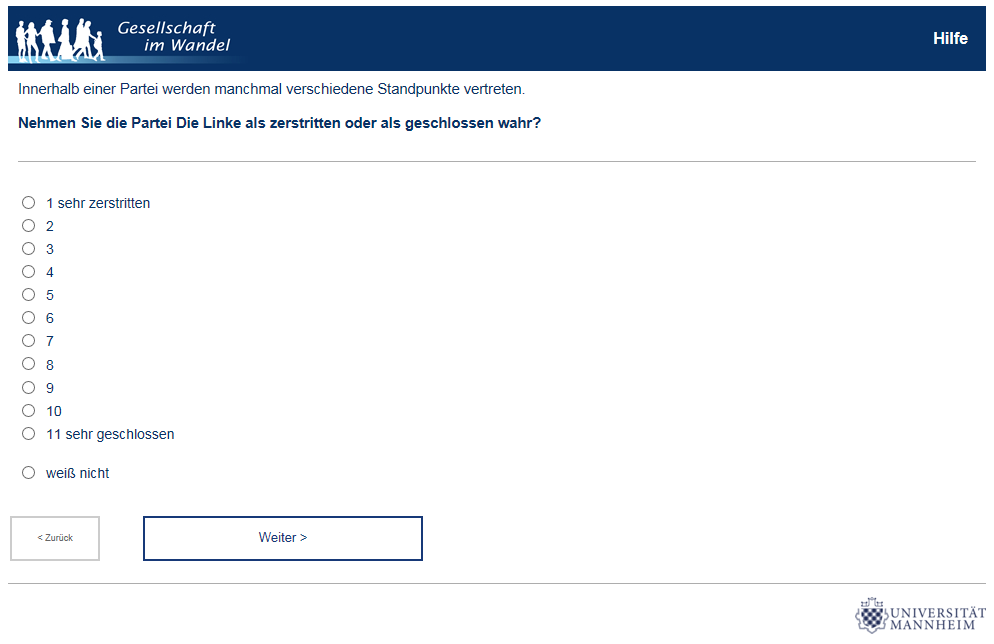 Gesellschaft
im Wandel
Hilfe
Innerhalb einer Partei werden manchmal verschiedene Standpunkte vertreten.
Nehmen Sie die Partei Die Linke als zerstritten oder als geschlossen wahr?
1 sehr zerstritten
2
3
4
5
6
7
8
9
10
11 sehr geschlossen
weiß nicht
< Zurück
Weiter >
UNIVERSITÄT
MANNHEIM